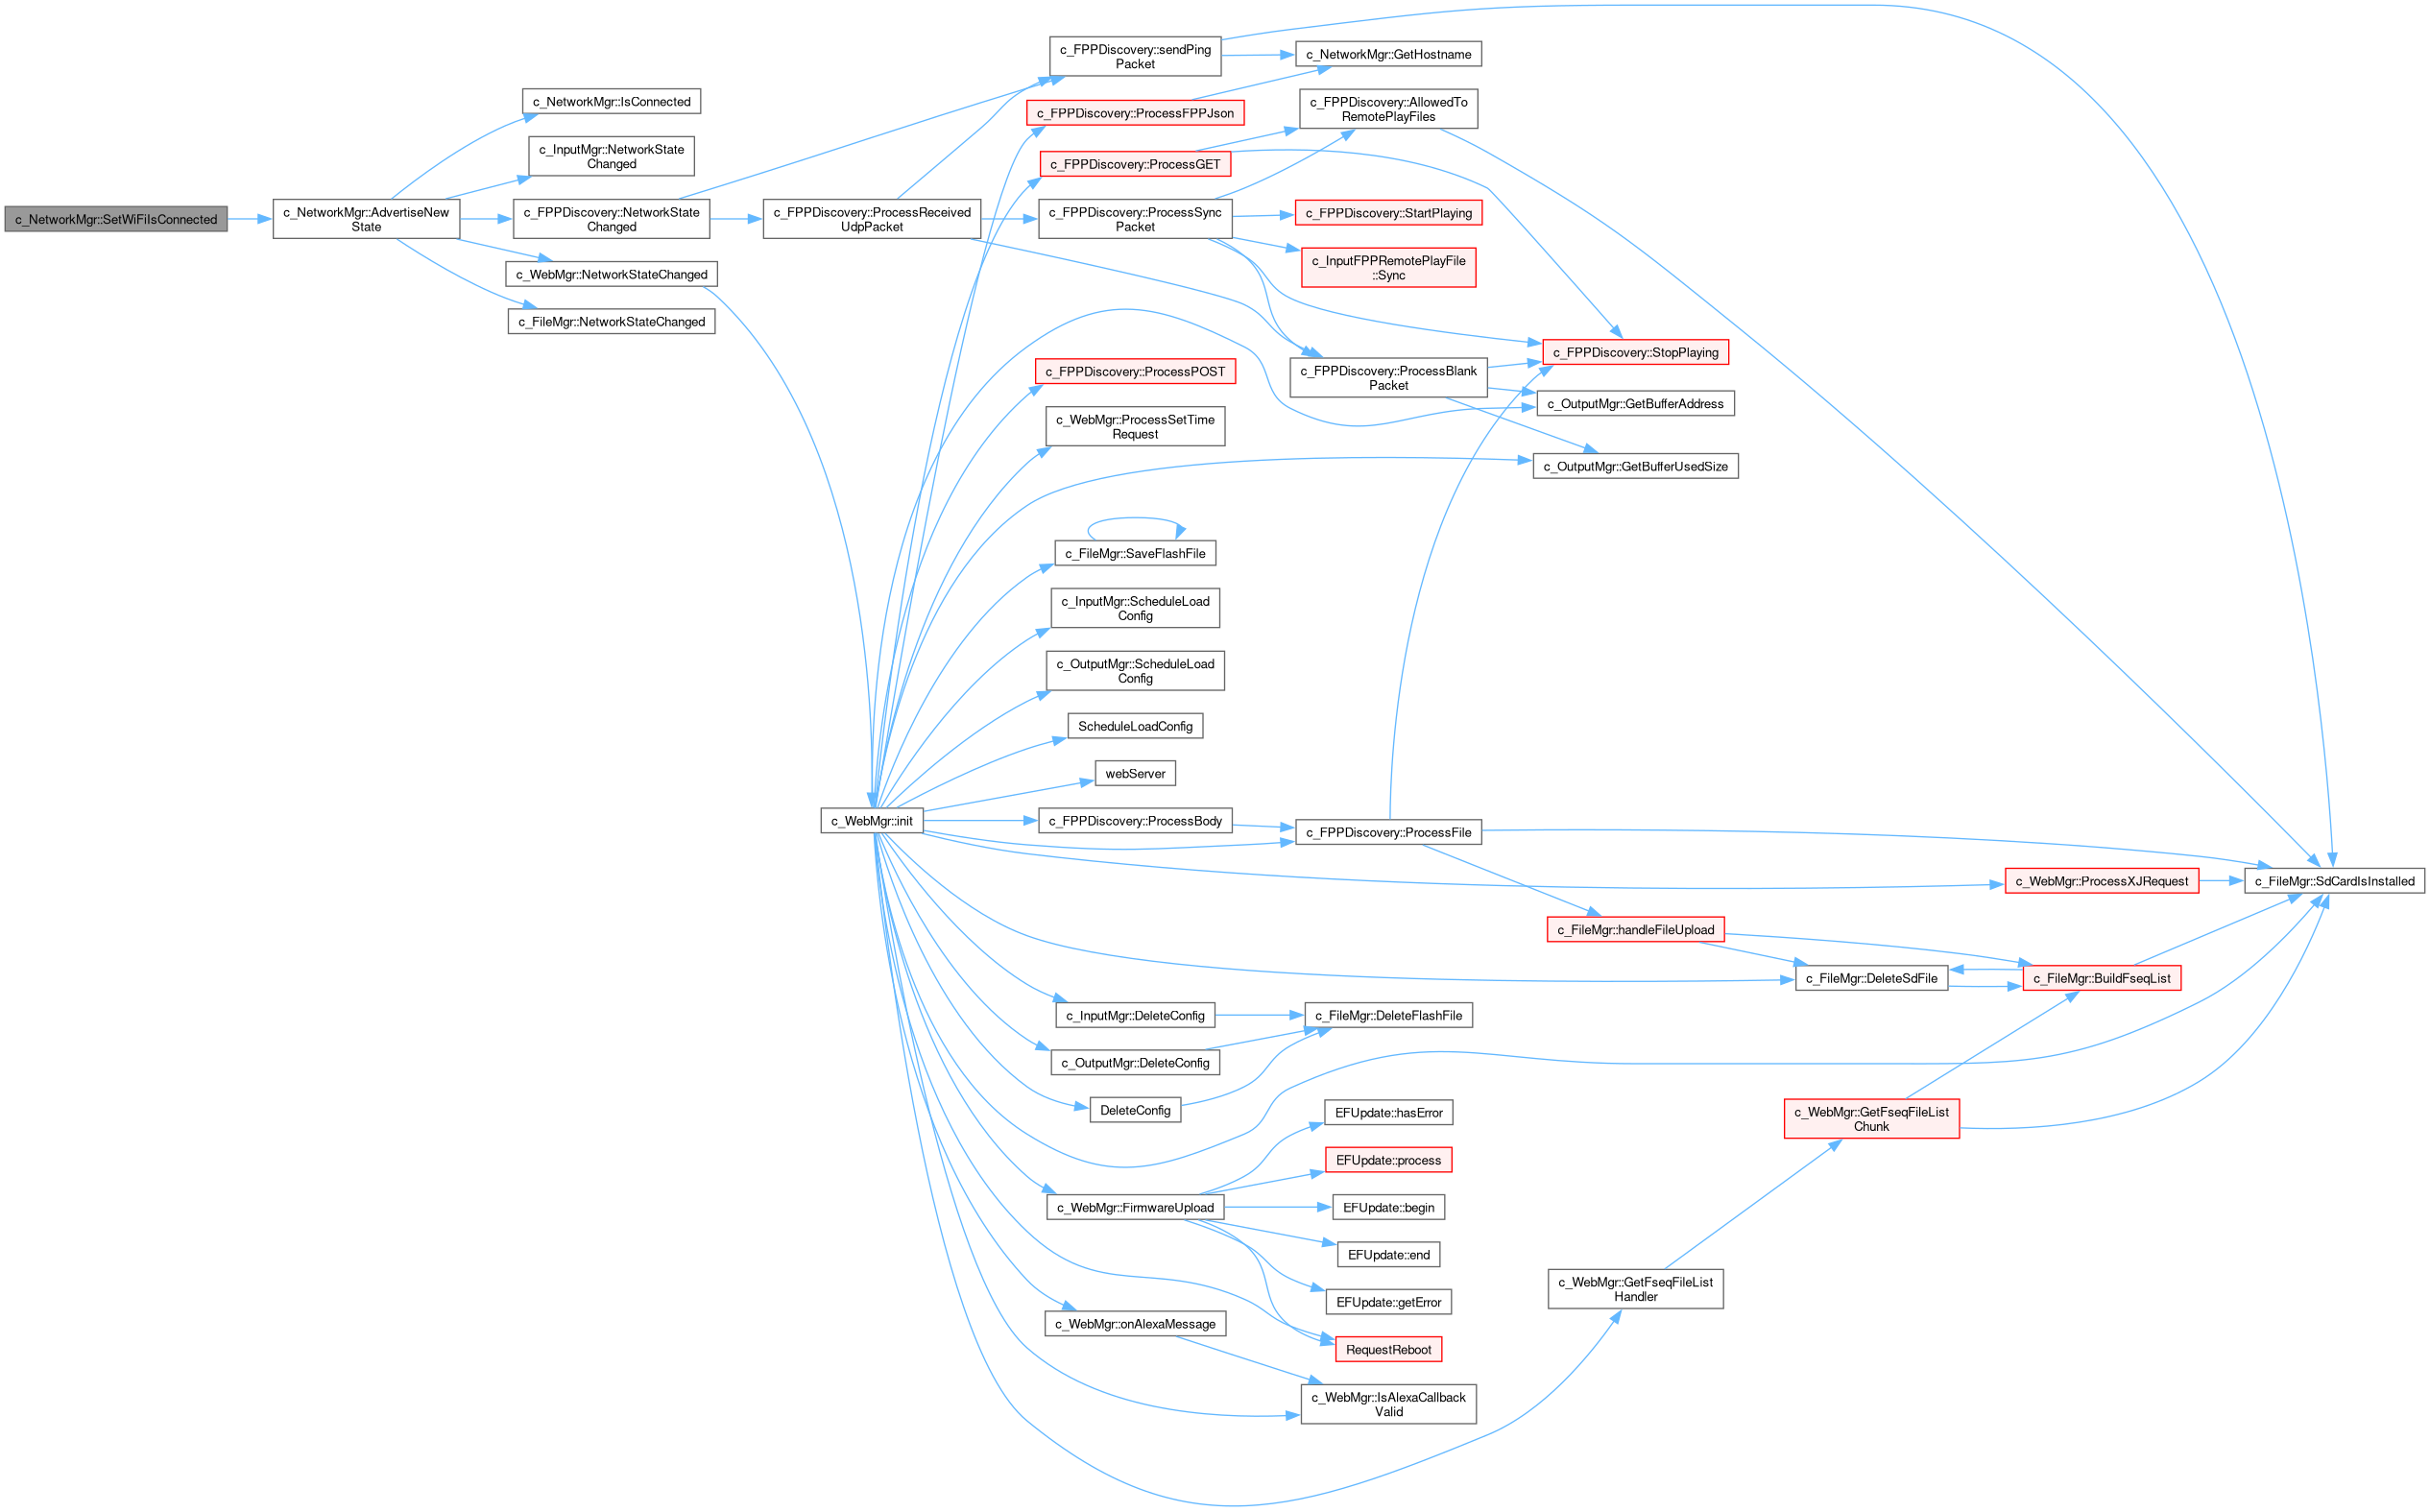 c_NetworkMgr::SetWiFiIsConnected
c_NetworkMgr::AdvertiseNew
State
c_NetworkMgr::IsConnected
c_InputMgr::NetworkState
Changed
c_FPPDiscovery::NetworkState
Changed
c_WebMgr::NetworkStateChanged
c_FileMgr::NetworkStateChanged
c_FPPDiscovery::ProcessReceived
UdpPacket
c_WebMgr::init
c_FPPDiscovery::sendPing
Packet
c_FPPDiscovery::ProcessFPPJson
c_FPPDiscovery::ProcessGET
c_FPPDiscovery::ProcessSync
Packet
c_FPPDiscovery::ProcessPOST
c_WebMgr::ProcessSetTime
Request
c_FileMgr::SaveFlashFile
c_InputMgr::ScheduleLoad
Config
c_OutputMgr::ScheduleLoad
Config
ScheduleLoadConfig
webServer
c_FPPDiscovery::ProcessBody
c_InputMgr::DeleteConfig
c_OutputMgr::DeleteConfig
DeleteConfig
c_WebMgr::FirmwareUpload
c_WebMgr::onAlexaMessage
c_NetworkMgr::GetHostname
c_FPPDiscovery::AllowedTo
RemotePlayFiles
c_FPPDiscovery::StartPlaying
c_InputFPPRemotePlayFile
::Sync
c_FPPDiscovery::ProcessBlank
Packet
c_FPPDiscovery::ProcessFile
c_FileMgr::DeleteFlashFile
EFUpdate::hasError
EFUpdate::process
EFUpdate::begin
EFUpdate::end
EFUpdate::getError
RequestReboot
c_WebMgr::IsAlexaCallback
Valid
c_FPPDiscovery::StopPlaying
c_OutputMgr::GetBufferAddress
c_OutputMgr::GetBufferUsedSize
c_FileMgr::handleFileUpload
c_WebMgr::GetFseqFileList
Handler
c_FileMgr::DeleteSdFile
c_WebMgr::GetFseqFileList
Chunk
c_WebMgr::ProcessXJRequest
c_FileMgr::BuildFseqList
c_FileMgr::SdCardIsInstalled